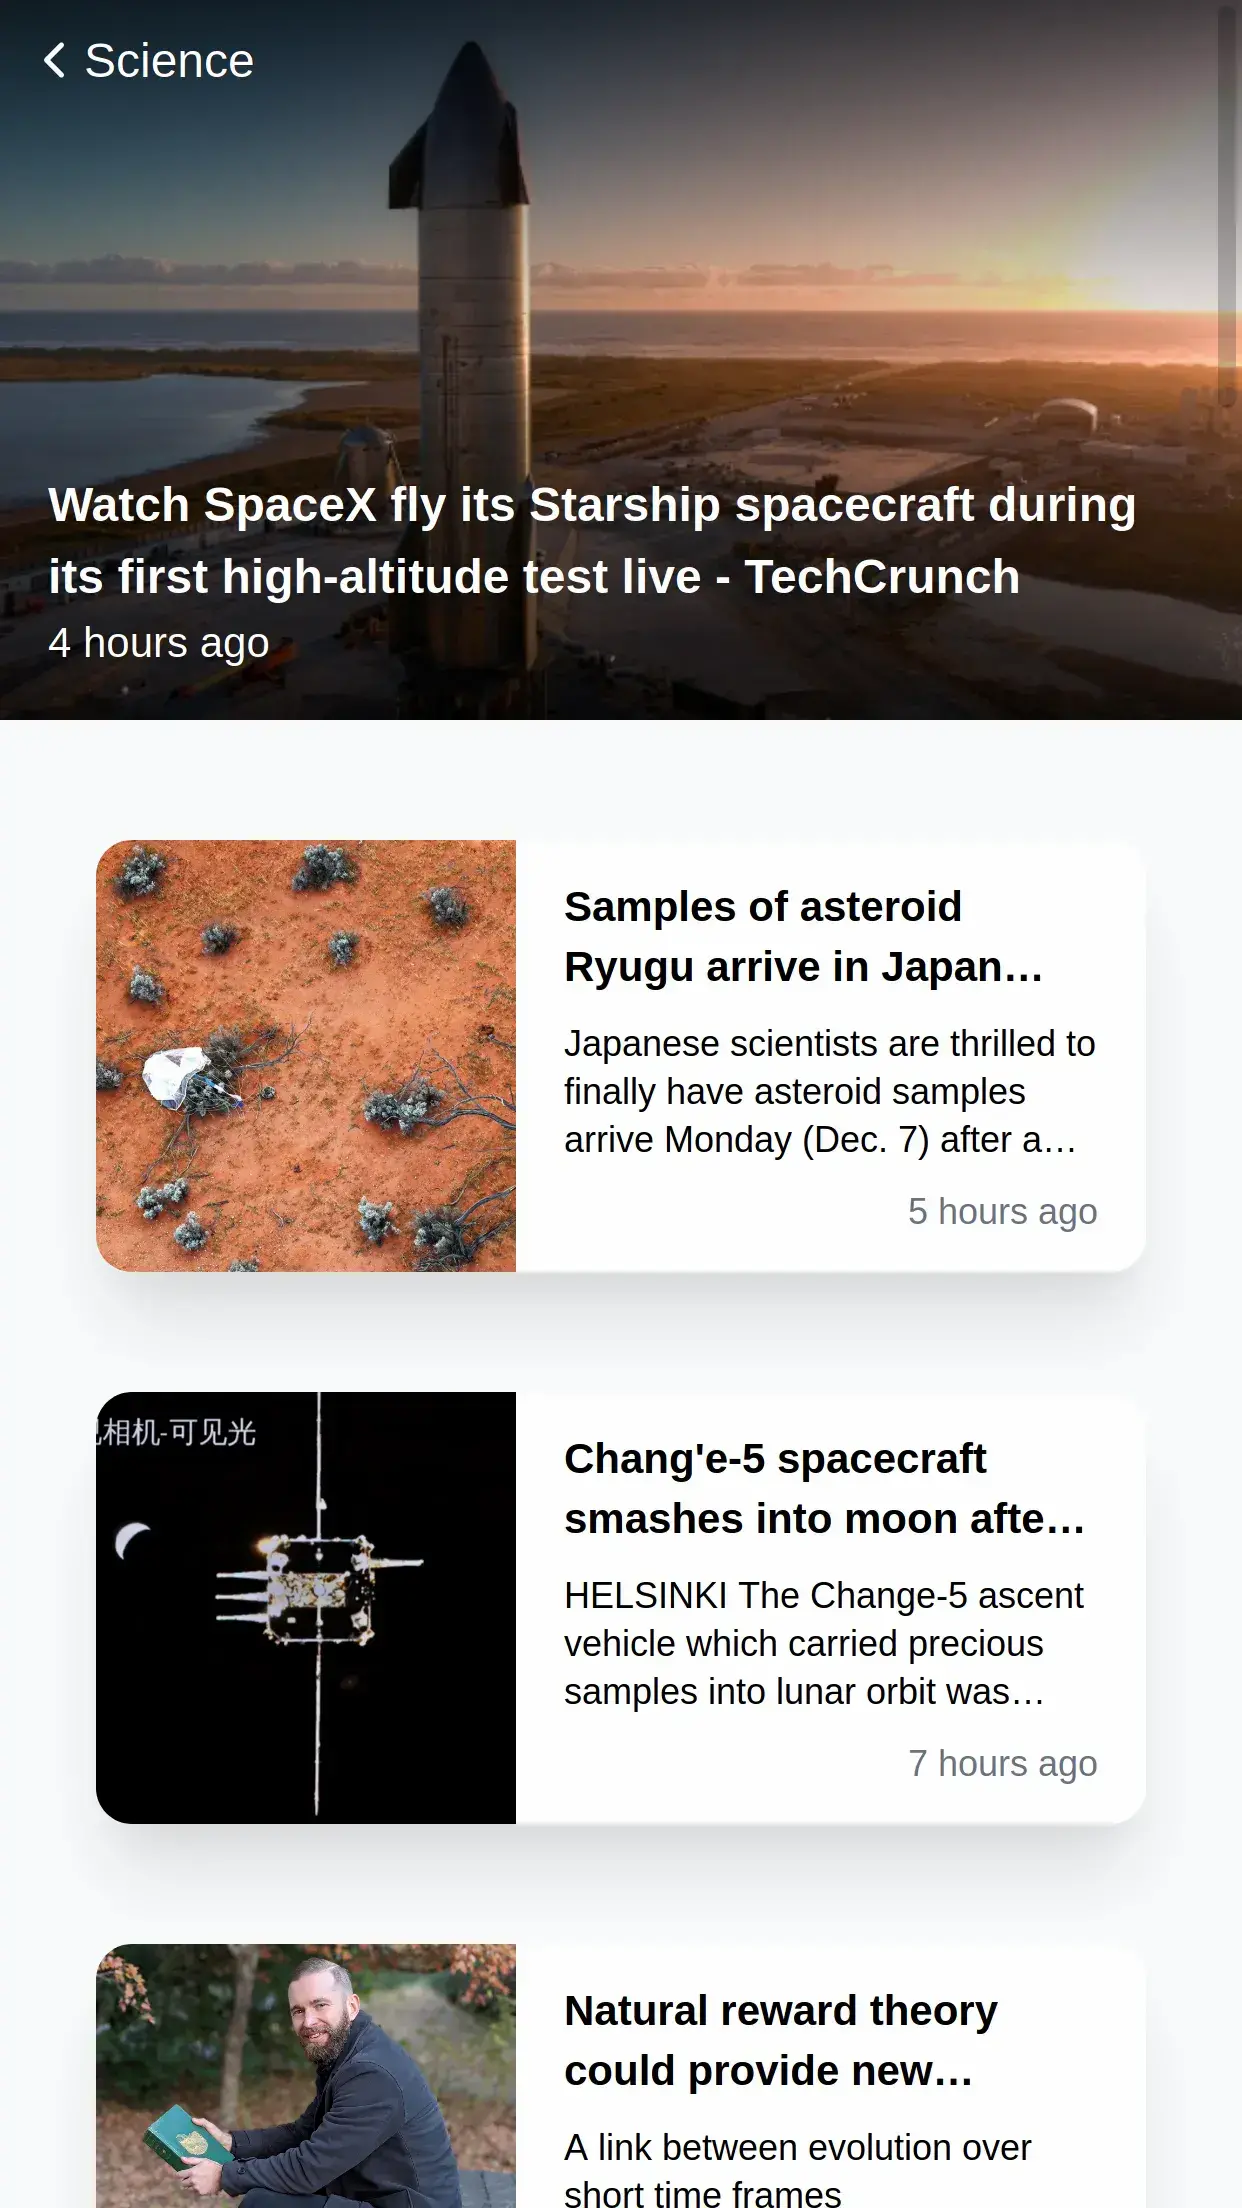 Science
Watch SpaceX fly its Starship spacecraft during
its first high-altitude test live - TechCrunch
4 hours ago
Samples of asteroid
Ryugu arrive in Japan...
Japanese scientists are thrilled to
finally have asteroid samples
arrive Monday (Dec. 7) after a...
5 hours ago
相机-可见光
Chang'e-5 spacecraft
smashes into moon afte...
HELSINKI The Change-5 ascent
vehicle which carried precious
samples into lunar orbit was...
7 hours ago
Natural reward theory
could provide new...
A link between evolution over
short time frames